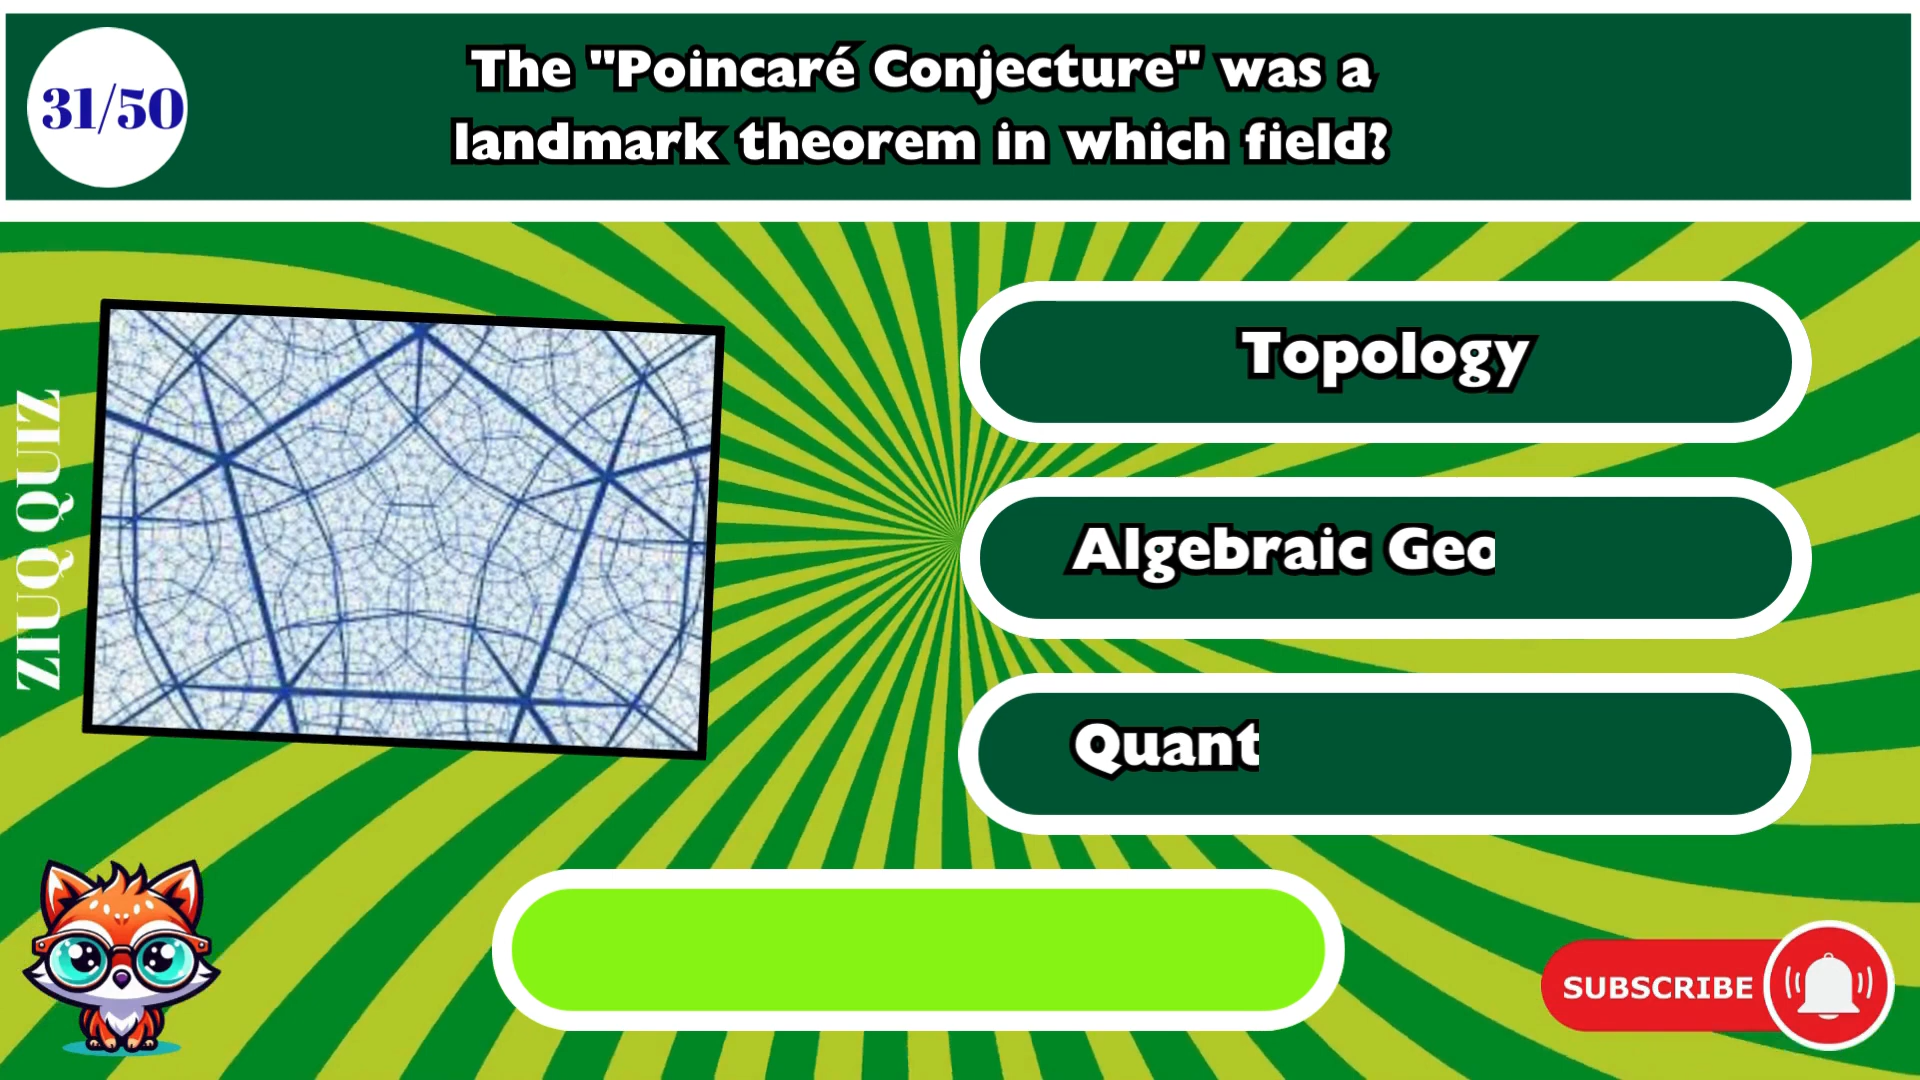 31/50
The "Poincaré Conjecture" was a
landmark theorem in which field?
ZIUQ QUIZ
Topology
Algebraic Geo
Quant
SUBSCRIBE